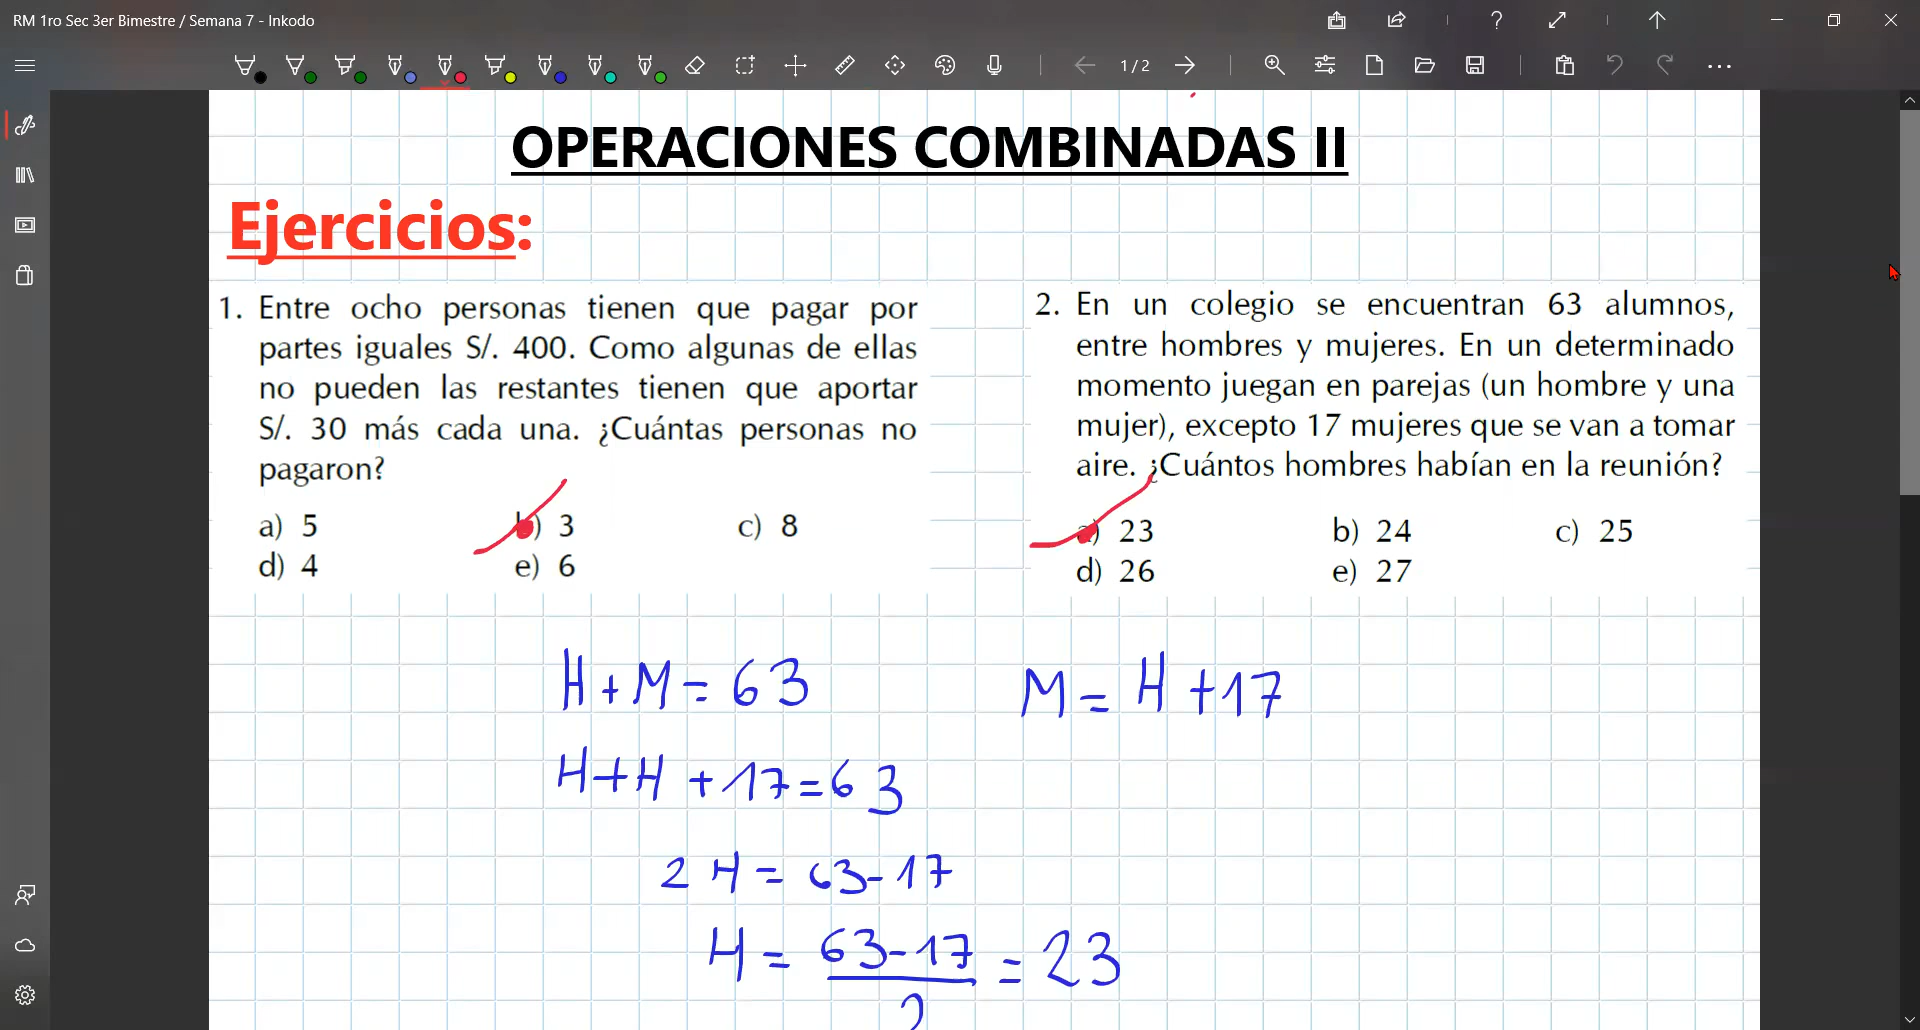 RM 1ro Sec 3er Bimestre / Semana 7 - Inkodo
1 / 2
OPERACIONES COMBINADAS II
Ejercicios:
1. Entre ocho personas tienen que pagar por
partes iguales S/. 400. Como algunas de ellas
no pueden las restantes tienen que aportar
S/. 30 más cada una. ¿Cuántas personas no
pagaron?
a) 5 b) 3 c) 8
d) 4 e) 6
2. En un colegio se encuentran 63 alumnos,
entre hombres y mujeres. En un determinado
momento juegan en parejas (un hombre y una
mujer), excepto 17 mujeres que se van a tomar
aire. ¿Cuántos hombres habían en la reunión?
a) 23 b) 24 c) 25
d) 26 e) 27
H + M = 63 M = H + 17
H + H + 17 = 63
2 H = 63 - 17
H = 63 - 17 = 23
2